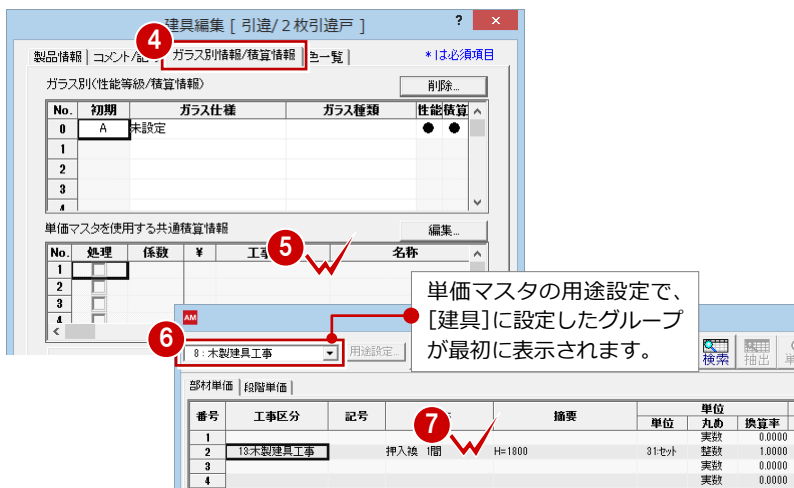 建具編集 [ 引違/２枚引違戸 ]
?
×
4
製品情報
コメント/記
ガラス別情報/積算情報
色一覧
*は必須項目
ガラス別(性能等級/積算情報)
削除...
No. 初期 ガラス仕様 ガラス種類 性能 積算
0 A 未設定 ● ●
1
2
3
4
単価マスタを使用する共通積算情報
編集...
No. 処理 係数 ¥ 工 名称
5
1
2
3
4
単価マスタの用途設定で、
[建具]に設定したグループ
が最初に表示されます。
6
AM
8 : 木製建具工事
用途設定...
検索
抽出
部材単価
段階単価
番号 工事区分 記号 摘要 単位
単位 丸め 換算率
7
1 実数 0.0000
2 13:木製建具工事 押入襖 1間 H=1800 31:セット 整数 1.0000
3 実数 0.0000
4 実数 0.0000